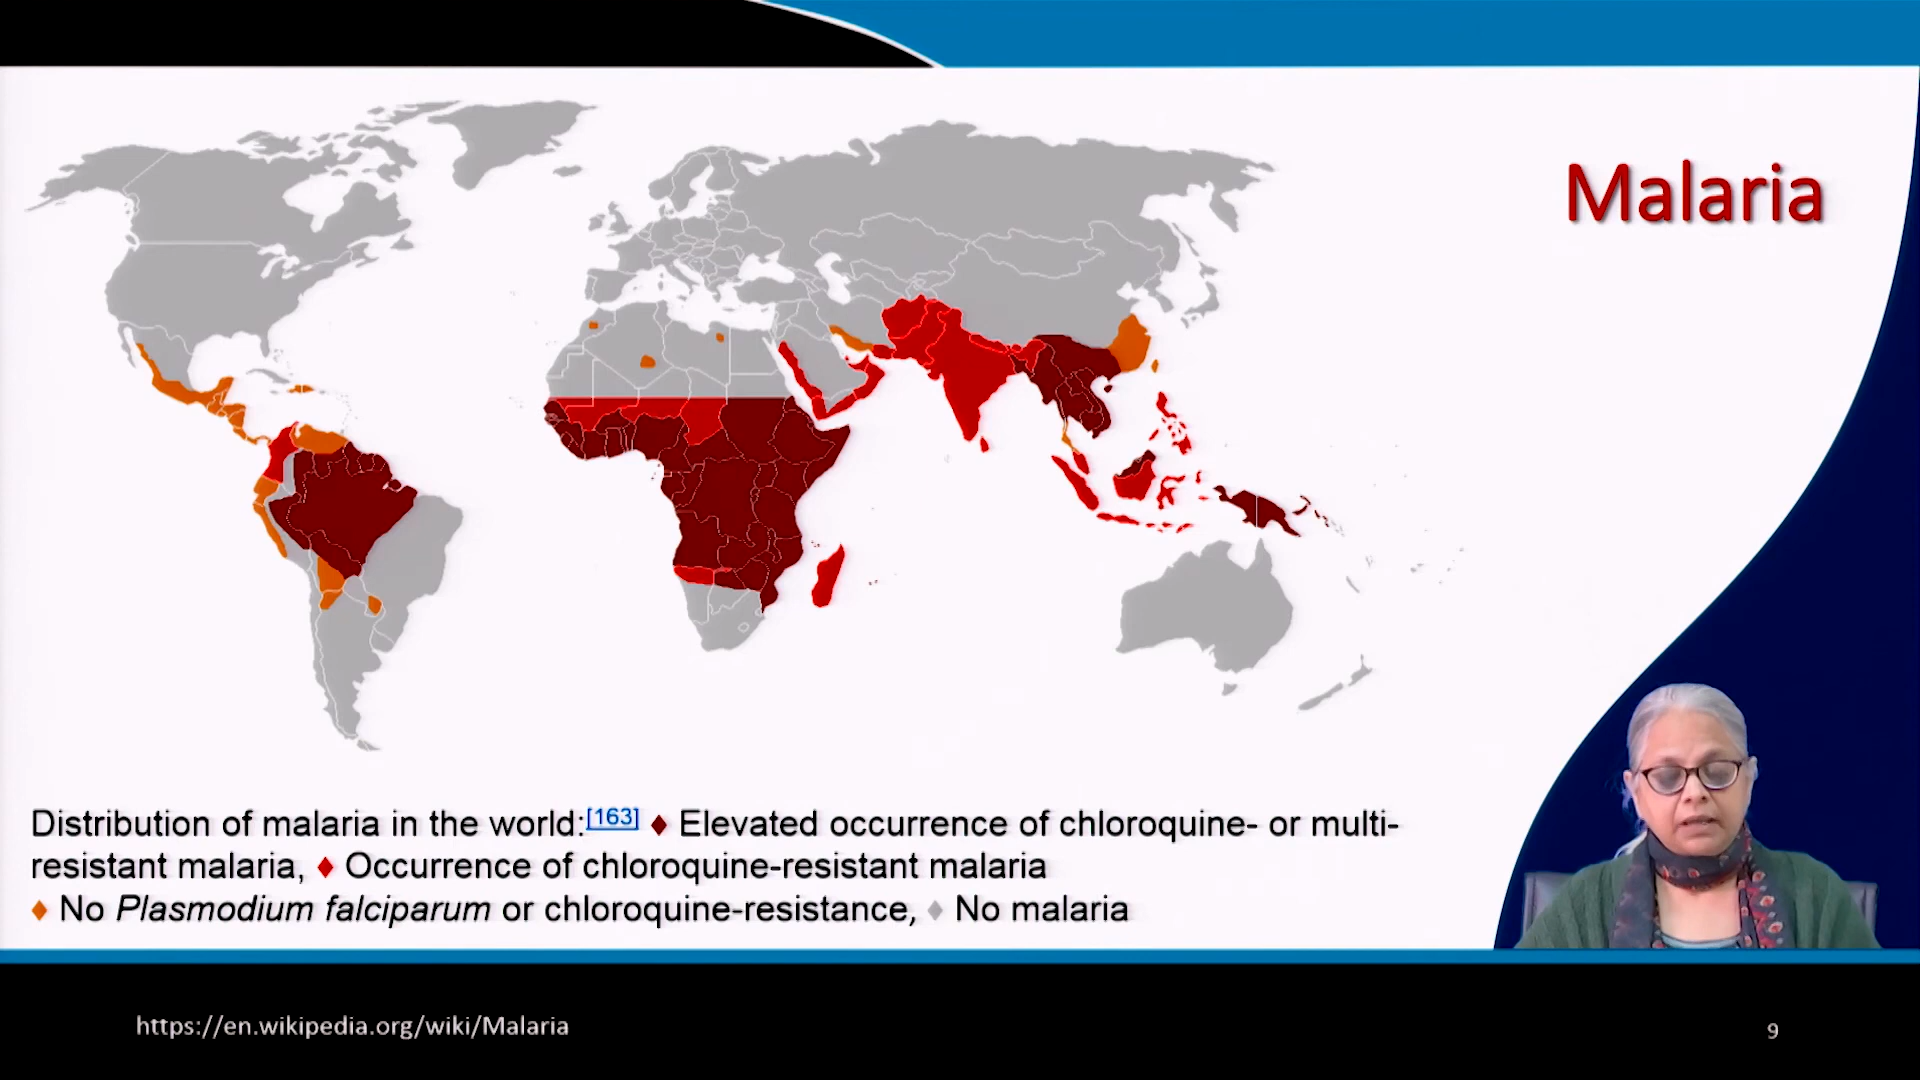 Malaria
Distribution of malaria in the world:[163] ♦ Elevated occurrence of chloroquine- or multi-
resistant malaria, ♦ Occurrence of chloroquine-resistant malaria
♦ No Plasmodium falciparum or chloroquine-resistance, ♦ No malaria
https://en.wikipedia.org/wiki/Malaria
9